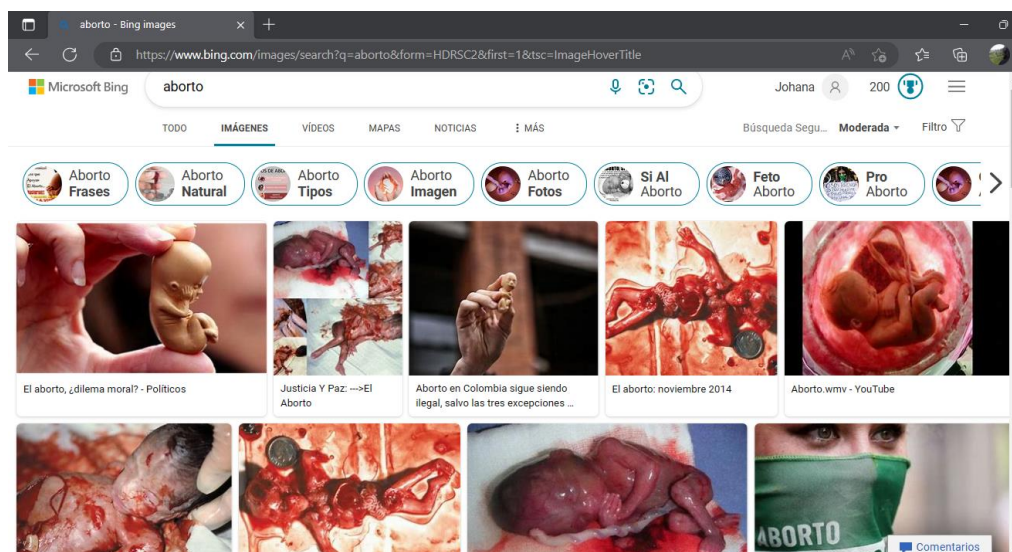 aborto - Bing images
https://www.bing.com/images/search?q=aborto&form=HDRSC2&first=1&tsc=ImageHoverTitle
Microsoft Bing
aborto
Johana
200
TODO
IMÁGENES
VÍDEOS
MAPAS
NOTICIAS
MÁS
Búsqueda Segu...
Moderada
Filtro
Aborto
Frases
Aborto
Natural
Aborto
Tipos
Aborto
Imagen
Aborto
Fotos
Si Al
Aborto
Feto
Aborto
Pro
Aborto
El aborto, ¿dilema moral? - Políticos
Justicia Y Paz: --->El
Aborto
Aborto en Colombia sigue siendo
ilegal, salvo las tres excepciones ...
El aborto: noviembre 2014
Aborto.wmv - YouTube
ABORTO
Comentarios